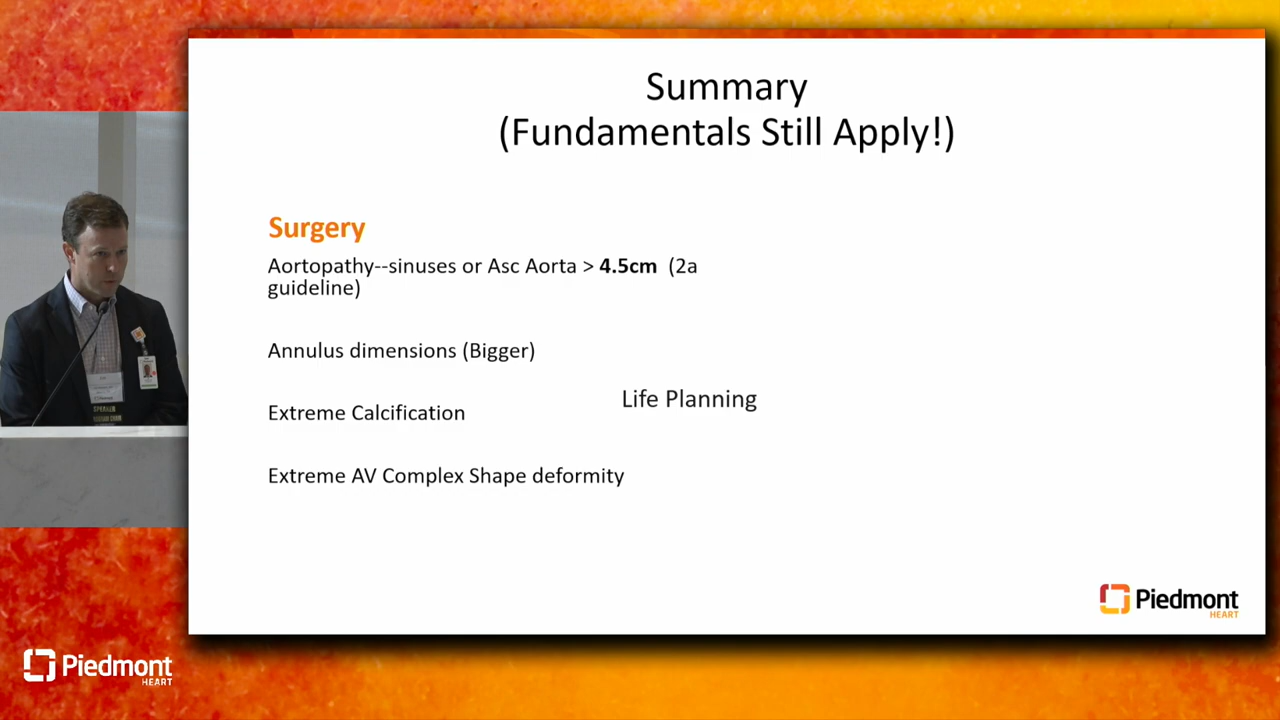 Summary
(Fundamentals Still Apply!)
Surgery
Aortopathy--sinuses or Asc Aorta > 4.5cm (2a
guideline)
Annulus dimensions (Bigger)
Life Planning
Extreme Calcification
Extreme AV Complex Shape deformity
Piedmont
HEART
Piedmont
HEART
SPEAKER